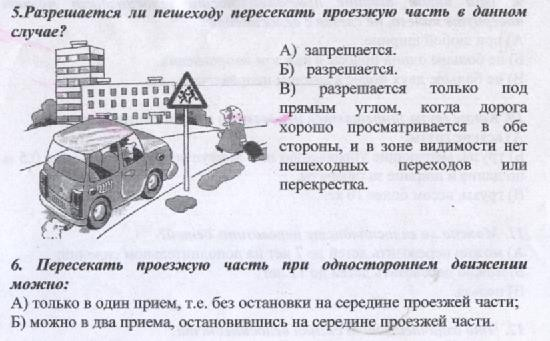 5.Разрешается ли пешеходу пересекать проезжую часть в данном
случае?
А) запрещается.
Б) разрешается.
В) разрешается только под
прямым углом, когда дорога
хорошо просматривается в обе
стороны, и в зоне видимости нет
пешеходных переходов или
перекрестка.
6. Пересекать проезжую часть при одностороннем движении
можно:
А) только в один прием, т.е. без остановки на середине проезжей части;
Б) можно в два приема, остановившись на середине проезжей части.